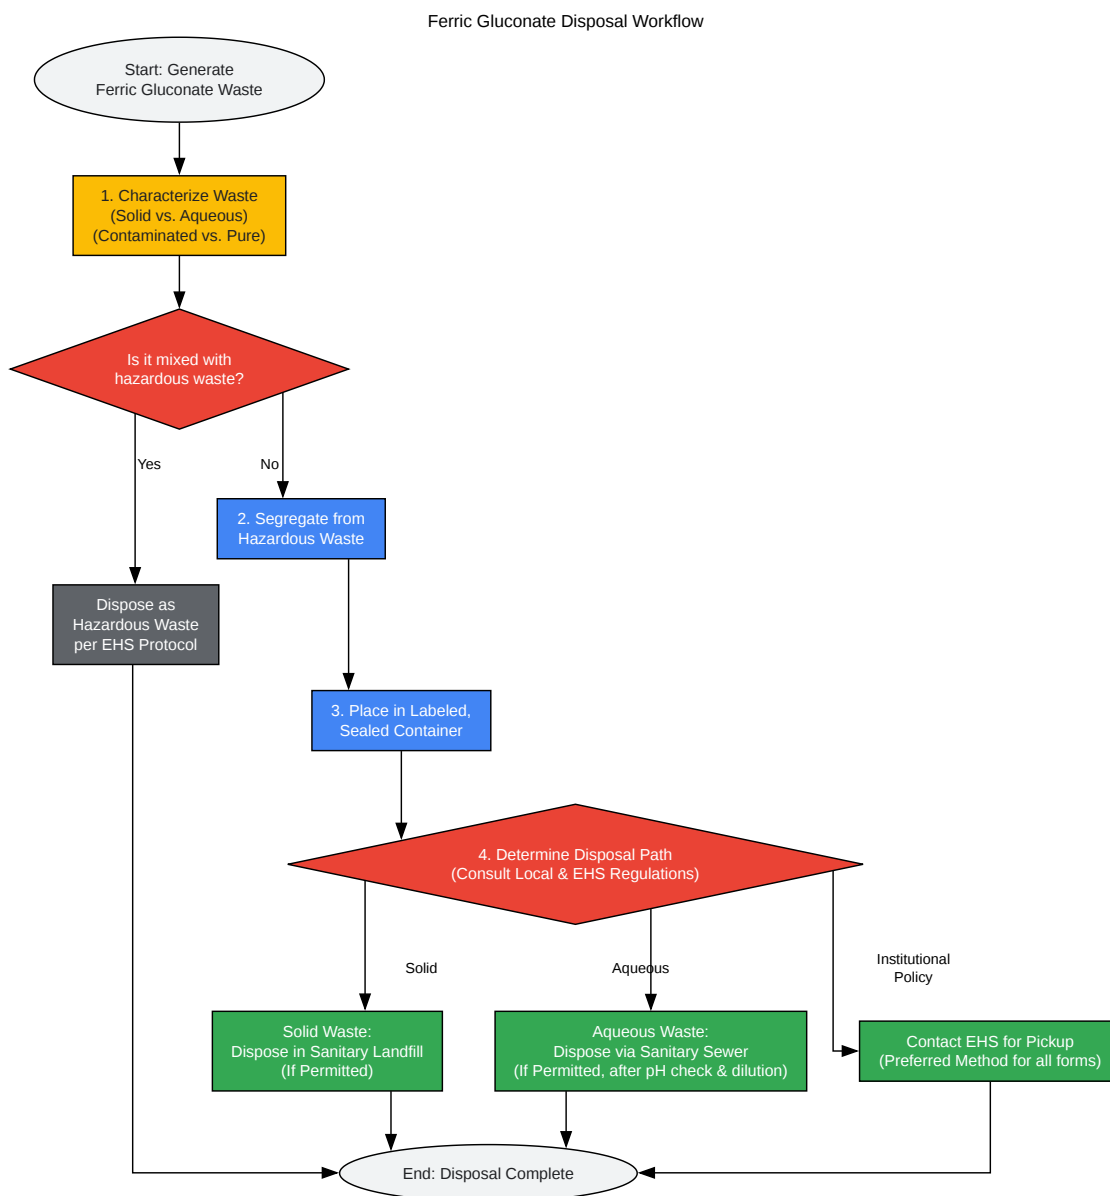 Ferric Gluconate Disposal Workflow
Start: Generate
Ferric Gluconate Waste
1. Characterize Waste
(Solid vs. Aqueous)
(Contaminated vs. Pure)
Is it mixed with
hazardous waste?
Yes
No
2. Segregate from
Hazardous Waste
Dispose as
Hazardous Waste
per EHS Protocol
3. Place in Labeled,
Sealed Container
4. Determine Disposal Path
(Consult Local & EHS Regulations)
Solid
Aqueous
Institutional
Policy
Solid Waste:
Dispose in Sanitary Landfill
(If Permitted)
Aqueous Waste:
Dispose via Sanitary Sewer
(If Permitted, after pH check & dilution)
Contact EHS for Pickup
(Preferred Method for all forms)
End: Disposal Complete